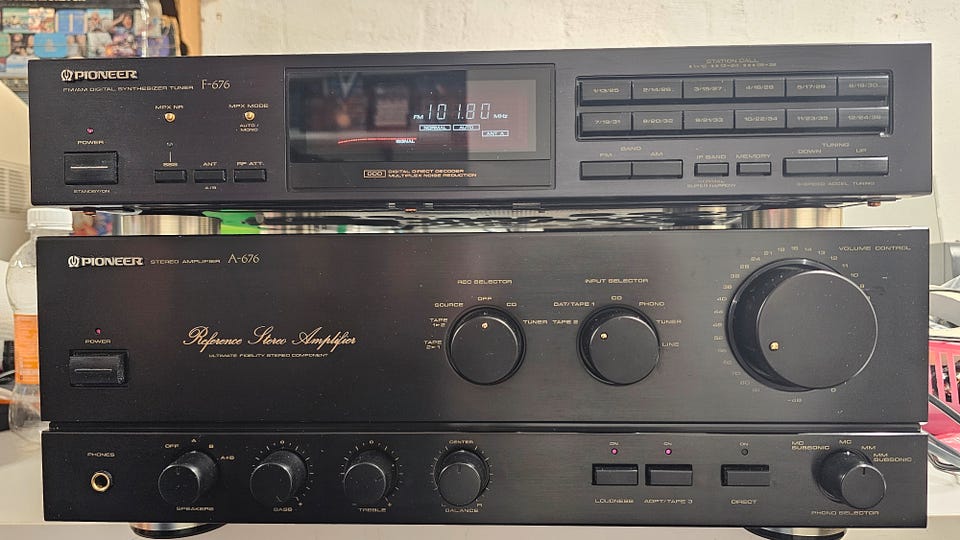 PIONEER
FM/AM DIGITAL SYNTHESIZER TUNER F-676
MPX NR
MPX MODE
AUTO/
MONO
POWER
STANDBY/ON
ANT
A/B
RF ATT.
FM 101.80 MHz
NORMAL AUTO
ANT A
SIGNAL
DDD DIGITAL DIRECT DECODER
MULTIPLEX NOISE REDUCTION
STATION CALL
1/13/25 2/14/26 3/15/27 4/16/28 5/17/29 6/18/30
7/19/31 8/20/32 9/21/33 10/22/34 11/23/35 12/24/36
BAND
FM AM
IF BAND
MEMORY
TUNING
DOWN UP
SUPER NARROW
PIONEER STEREO AMPLIFIER A-676
POWER
Reference Stereo Amplifier
ULTIMATE FIDELITY STEREO COMPONENT
REC SELECTOR
SOURCE OFF CD
TAPE 1▸2
TAPE 2▸1
TUNER
INPUT SELECTOR
DAT/TAPE 1 CD PHONO
TAPE 2
TUNER
LINE
VOLUME CONTROL
-dB
PHONES
OFF A B A+B
SPEAKERS
BASS
TREBLE
CENTER
L R
BALANCE
ON ON ON
LOUDNESS
ADPT/TAPE 3
DIRECT
MC SUBSONIC
MC
MM
MM SUBSONIC
PHONO SELECTOR